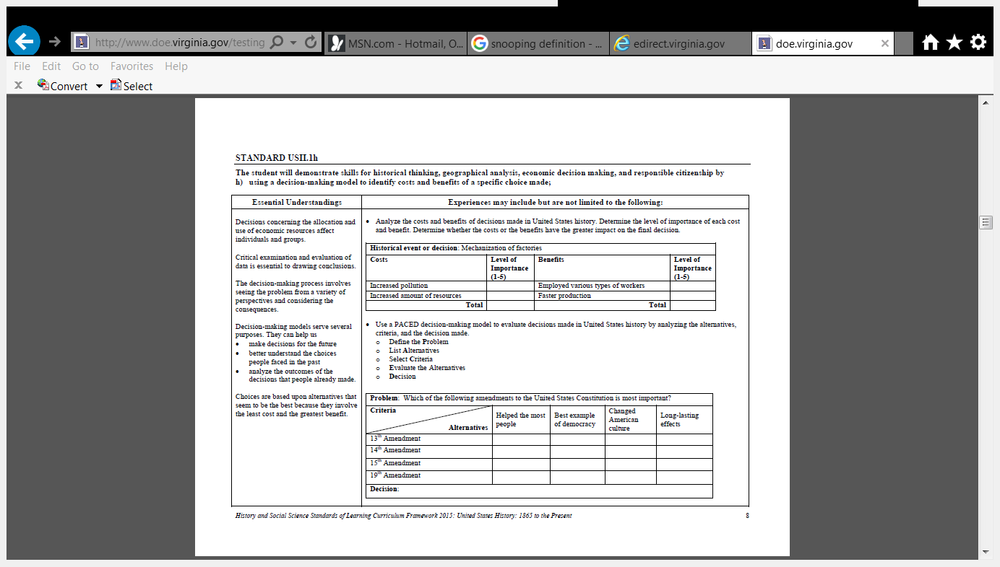 http://www.doe.virginia.gov/testing
MSN.com - Hotmail, O...
snooping definition - ...
edirect.virginia.gov
doe.virginia.gov
File Edit Go to Favorites Help
x Convert Select
STANDARD USII.1h
The student will demonstrate skills for historical thinking, geographical analysis, economic decision making, and responsible citizenship by
h) using a decision-making model to identify costs and benefits of a specific choice made;
Essential Understandings
Decisions concerning the allocation and
use of economic resources affect
individuals and groups.
Critical examination and evaluation of
data is essential to drawing conclusions.
The decision-making process involves
seeing the problem from a variety of
perspectives and considering the
consequences.
Decision-making models serve several
purposes. They can help us
• make decisions for the future
• better understand the choices
people faced in the past
• analyze the outcomes of the
decisions that people already made.
Choices are based upon alternatives that
seem to be the best because they involve
the least cost and the greatest benefit.
Experiences may include but are not limited to the following:
• Analyze the costs and benefits of decisions made in United States history. Determine the level of importance of each cost
and benefit. Determine whether the costs or the benefits have the greater impact on the final decision.
Historical event or decision: Mechanization of factories
Costs Level of Importance (1-5) Benefits Level of Importance (1-5)
Increased pollution Employed various types of workers
Increased amount of resources Faster production
Total Total
• Use a PACED decision-making model to evaluate decisions made in United States history by analyzing the alternatives,
criteria, and the decision made.
o Define the Problem
o List Alternatives
o Select Criteria
o Evaluate the Alternatives
o Decision
Problem: Which of the following amendments to the United States Constitution is most important?
Criteria
Alternatives
Helped the most people
Best example of democracy
Changed American culture
Long-lasting effects
13th Amendment
14th Amendment
15th Amendment
19th Amendment
Decision:
History and Social Science Standards of Learning Curriculum Framework 2015: United States History: 1865 to the Present 8